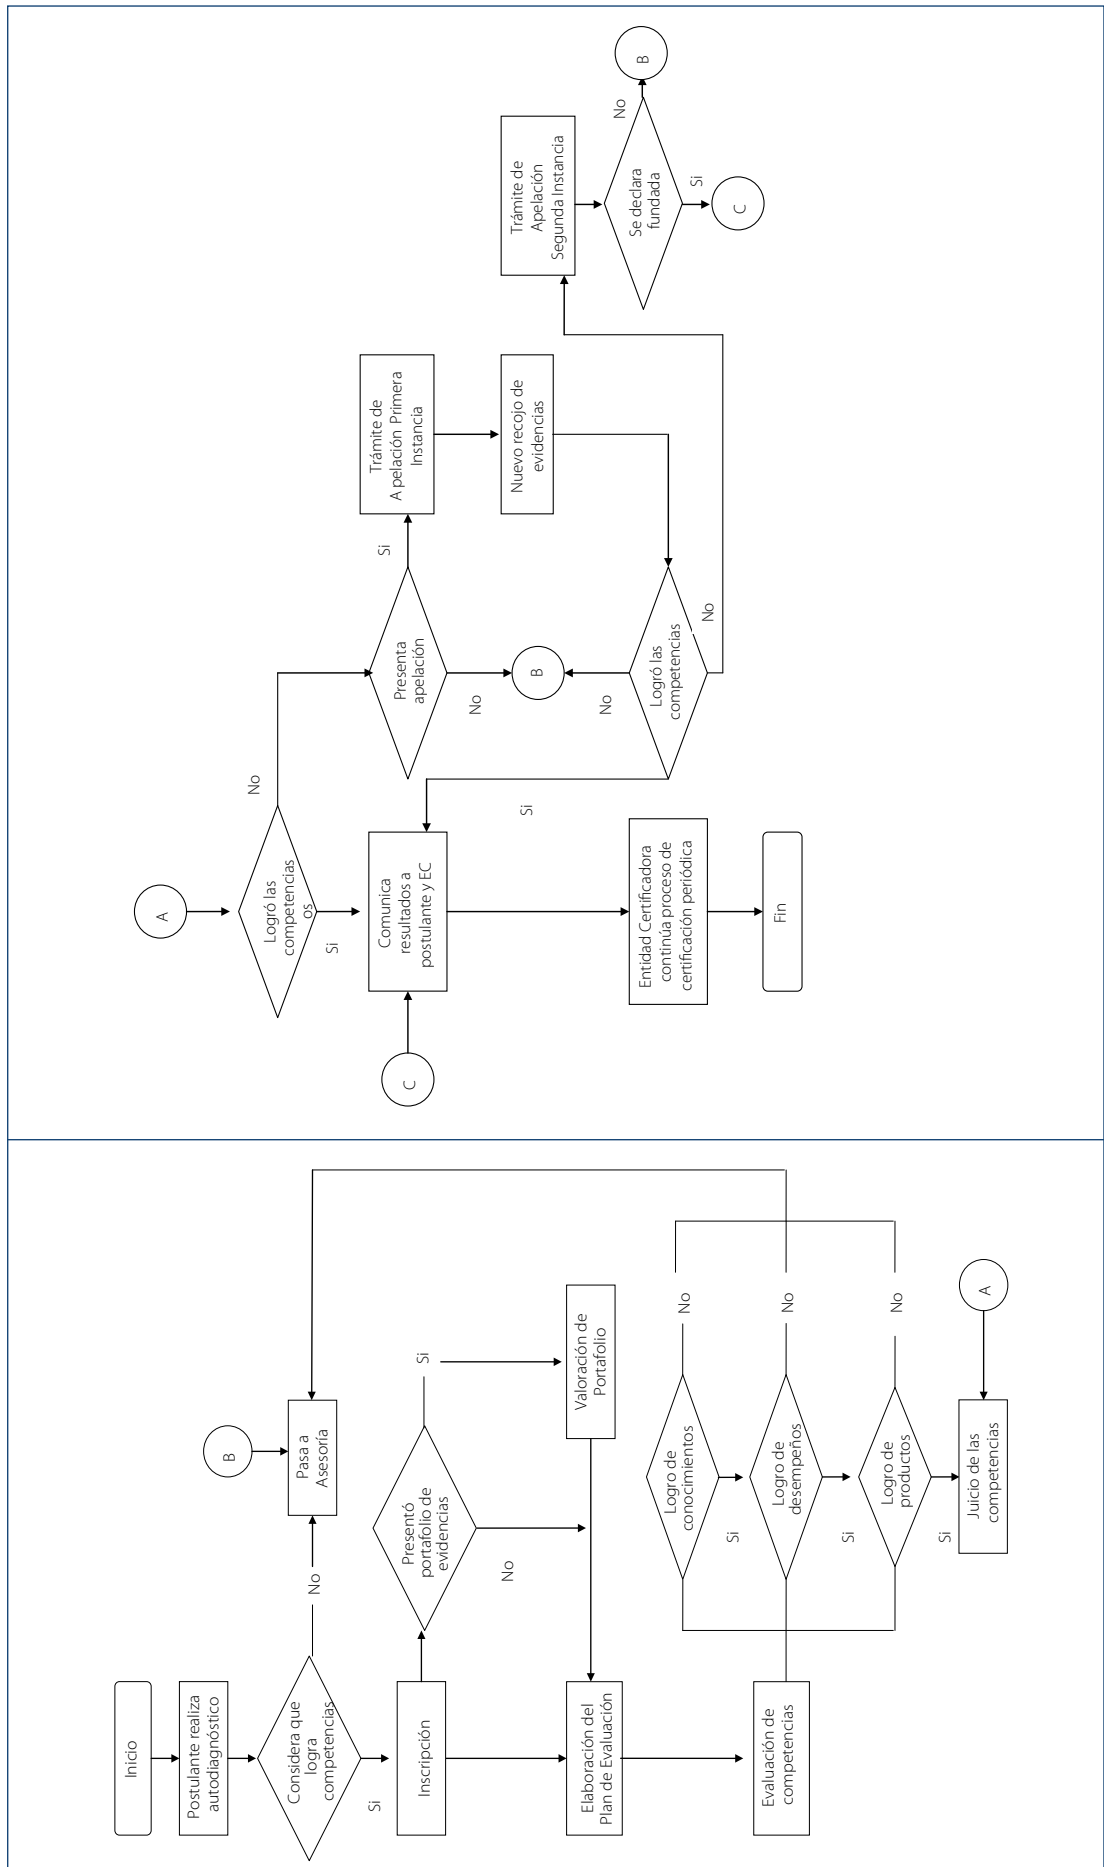 Inicio
Postulante realiza
autodiagnóstico
Considera que
logra
competencias
No
Si
B
Pasa a
Asesoría
Inscripción
Presentó
portafolio de
evidencias
Si
No
Valoración de
Portafolio
Elaboración del
Plan de Evaluación
Evaluación de
competencias
Logro de
conocimientos
No
Si
Logro de
desempeños
No
Si
Logro de
productos
No
Si
Juicio de las
competencias
A
A
Logró las
competencias
os
No
Si
C
Comunica
resultados a
postulante y EC
Entidad Certificadora
continúa proceso de
certificación periódica
Fin
Presenta
apelación
Si
No
B
Trámite de
A pelación Primera
Instancia
Nuevo recojo de
evidencias
Logró las
competencias
No
Si
No
Trámite de
Apelación
Segunda Instancia
Se declara
fundada
No
B
Si
C